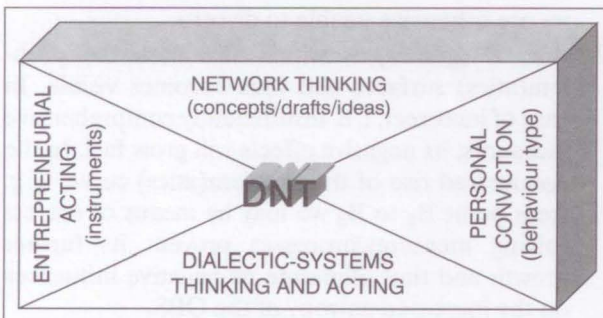 NETWORK THINKING
(concepts/drafts/ideas)
ENTREPRENEURIAL
ACTING
(instruments)
DNT
PERSONAL
CONVICTION
(behaviour type)
DIALECTIC-SYSTEMS
THINKING AND ACTING